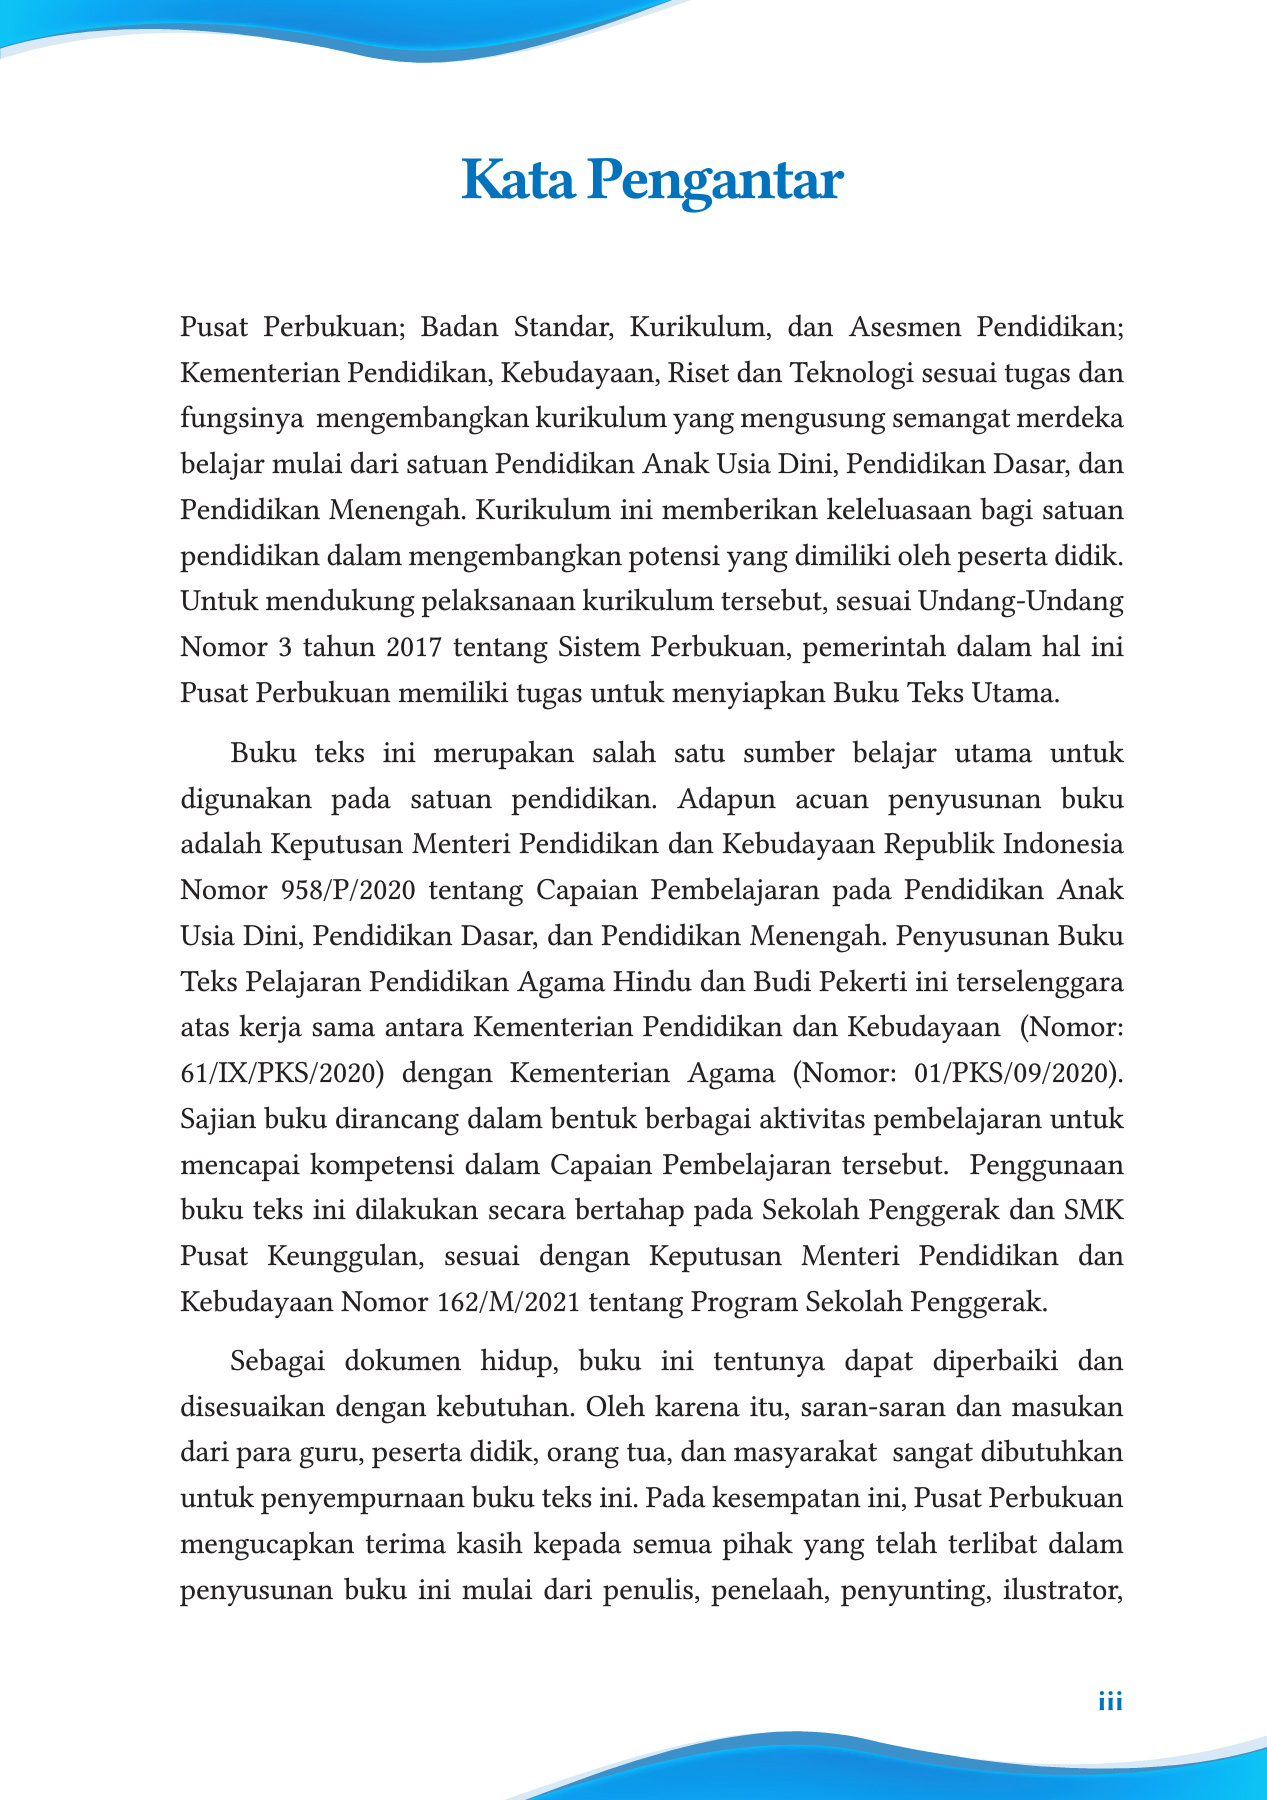 Kata Pengantar
Pusat Perbukuan; Badan Standar, Kurikulum, dan Asesmen Pendidikan;
Kementerian Pendidikan, Kebudayaan, Riset dan Teknologi sesuai tugas dan
fungsinya mengembangkan kurikulum yang mengusung semangat merdeka
belajar mulai dari satuan Pendidikan Anak Usia Dini, Pendidikan Dasar, dan
Pendidikan Menengah. Kurikulum ini memberikan keleluasaan bagi satuan
pendidikan dalam mengembangkan potensi yang dimiliki oleh peserta didik.
Untuk mendukung pelaksanaan kurikulum tersebut, sesuai Undang-Undang
Nomor 3 tahun 2017 tentang Sistem Perbukuan, pemerintah dalam hal ini
Pusat Perbukuan memiliki tugas untuk menyiapkan Buku Teks Utama.
Buku teks ini merupakan salah satu sumber belajar utama untuk
digunakan pada satuan pendidikan. Adapun acuan penyusunan buku
adalah Keputusan Menteri Pendidikan dan Kebudayaan Republik Indonesia
Nomor 958/P/2020 tentang Capaian Pembelajaran pada Pendidikan Anak
Usia Dini, Pendidikan Dasar, dan Pendidikan Menengah. Penyusunan Buku
Teks Pelajaran Pendidikan Agama Hindu dan Budi Pekerti ini terselenggara
atas kerja sama antara Kementerian Pendidikan dan Kebudayaan (Nomor:
61/IX/PKS/2020) dengan Kementerian Agama (Nomor: 01/PKS/09/2020).
Sajian buku dirancang dalam bentuk berbagai aktivitas pembelajaran untuk
mencapai kompetensi dalam Capaian Pembelajaran tersebut. Penggunaan
buku teks ini dilakukan secara bertahap pada Sekolah Penggerak dan SMK
Pusat Keunggulan, sesuai dengan Keputusan Menteri Pendidikan dan
Kebudayaan Nomor 162/M/2021 tentang Program Sekolah Penggerak.
Sebagai dokumen hidup, buku ini tentunya dapat diperbaiki dan
disesuaikan dengan kebutuhan. Oleh karena itu, saran-saran dan masukan
dari para guru, peserta didik, orang tua, dan masyarakat sangat dibutuhkan
untuk penyempurnaan buku teks ini. Pada kesempatan ini, Pusat Perbukuan
mengucapkan terima kasih kepada semua pihak yang telah terlibat dalam
penyusunan buku ini mulai dari penulis, penelaah, penyunting, ilustrator,
iii